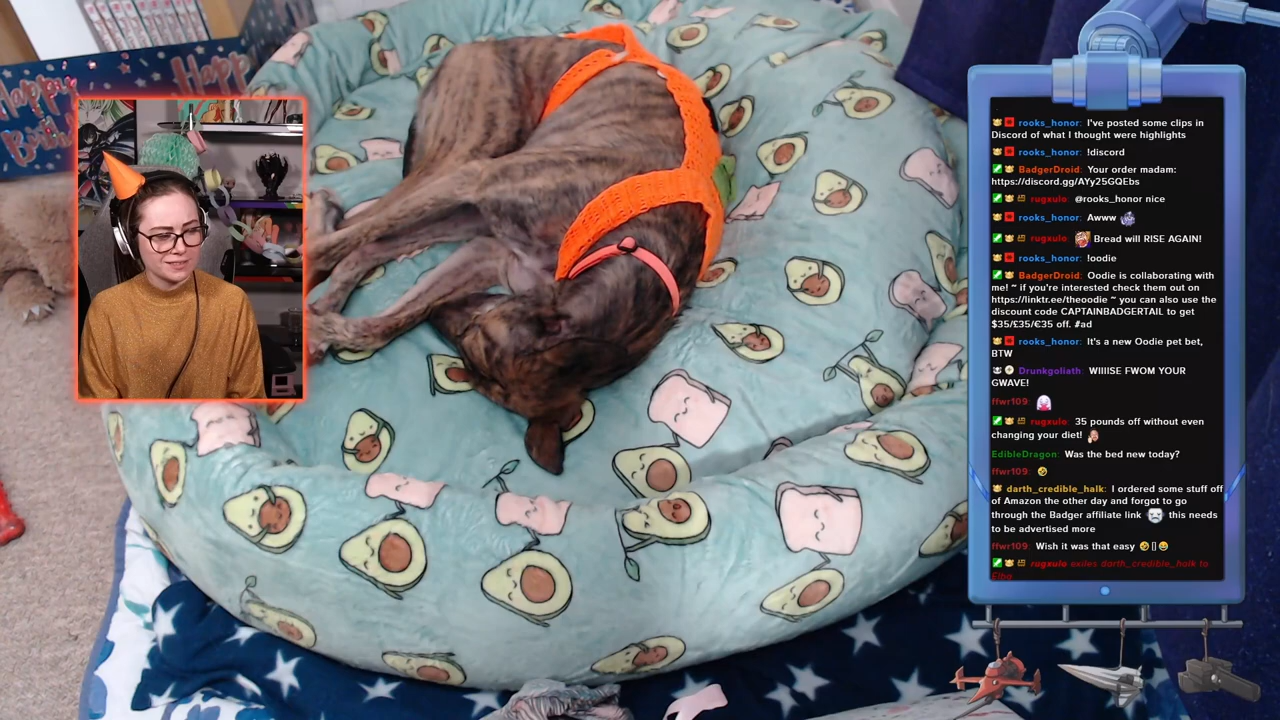 Happy
Birth
Happ
rooks_honor: I've posted some clips in
Discord of what I thought were highlights
rooks_honor: !discord
BadgerDroid: Your order madam:
https://discord.gg/AYy25GQEbs
rugxulo: @rooks_honor nice
rooks_honor: Awww
rugxulo: Bread will RISE AGAIN!
rooks_honor: !oodie
BadgerDroid: Oodie is collaborating with
me! ~ if you're interested check them out on
https://linktr.ee/theoodie ~ you can also use the
discount code CAPTAINBADGERTAIL to get
$35/£35/€35 off. #ad
rooks_honor: It's a new Oodie pet bet,
BTW
Drunkgoliath: WIIIISE FWOM YOUR
GWAVE!
ffwr109:
rugxulo: 35 pounds off without even
changing your diet!
EdibleDragon: Was the bed new today?
ffwr109:
darth_credible_halk: I ordered some stuff off
of Amazon the other day and forgot to go
through the Badger affiliate link this needs
to be advertised more
ffwr109: Wish it was that easy
rugxulo exiles darth_credible_halk to
Elba